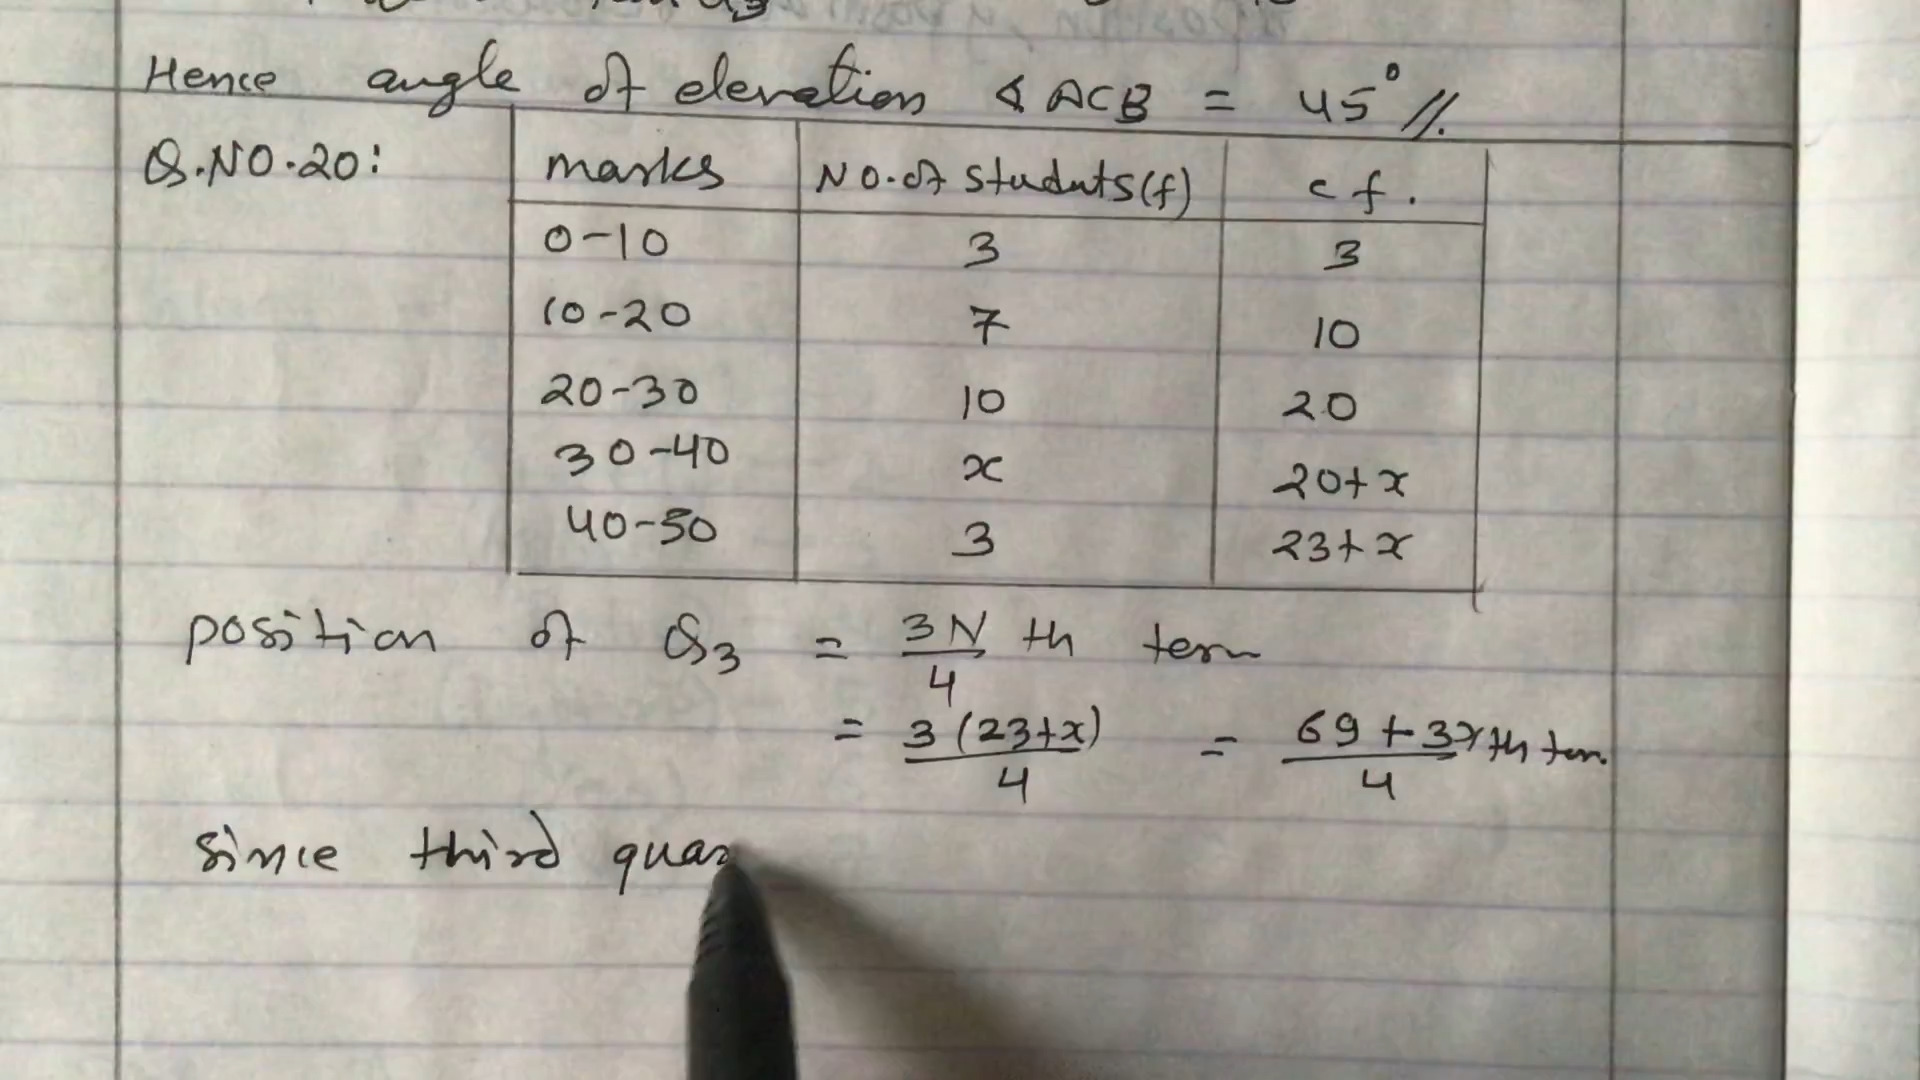 Hence angle of elevation ∡ ACB = 45° //.
Q.NO.20:
marks No. of studnts(f) cf.
0-10 3 3
10-20 7 10
20-30 10 20
30-40 x 20+x
40-50 3 23+x
position of Q3 = 3N/4 th term
= 3(23+x)/4 = 69+3x/4 th term.
since third quar